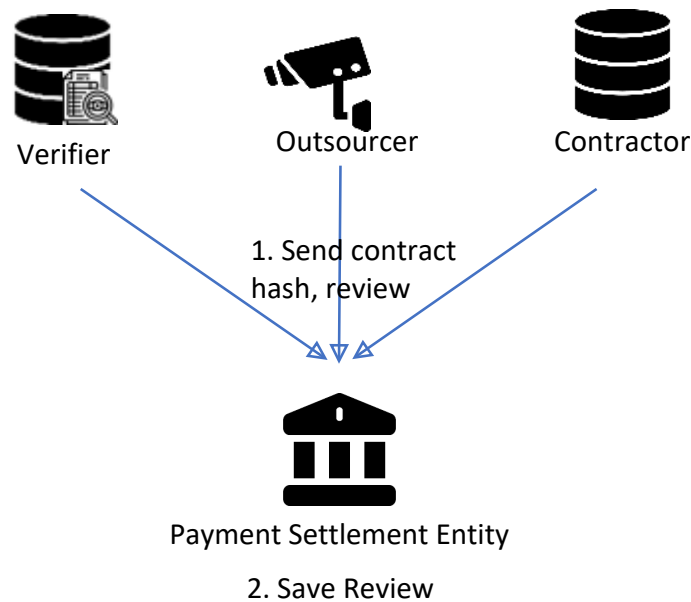 Verifier
Outsourcer
Contractor
1. Send contract
hash, review
Payment Settlement Entity
2. Save Review